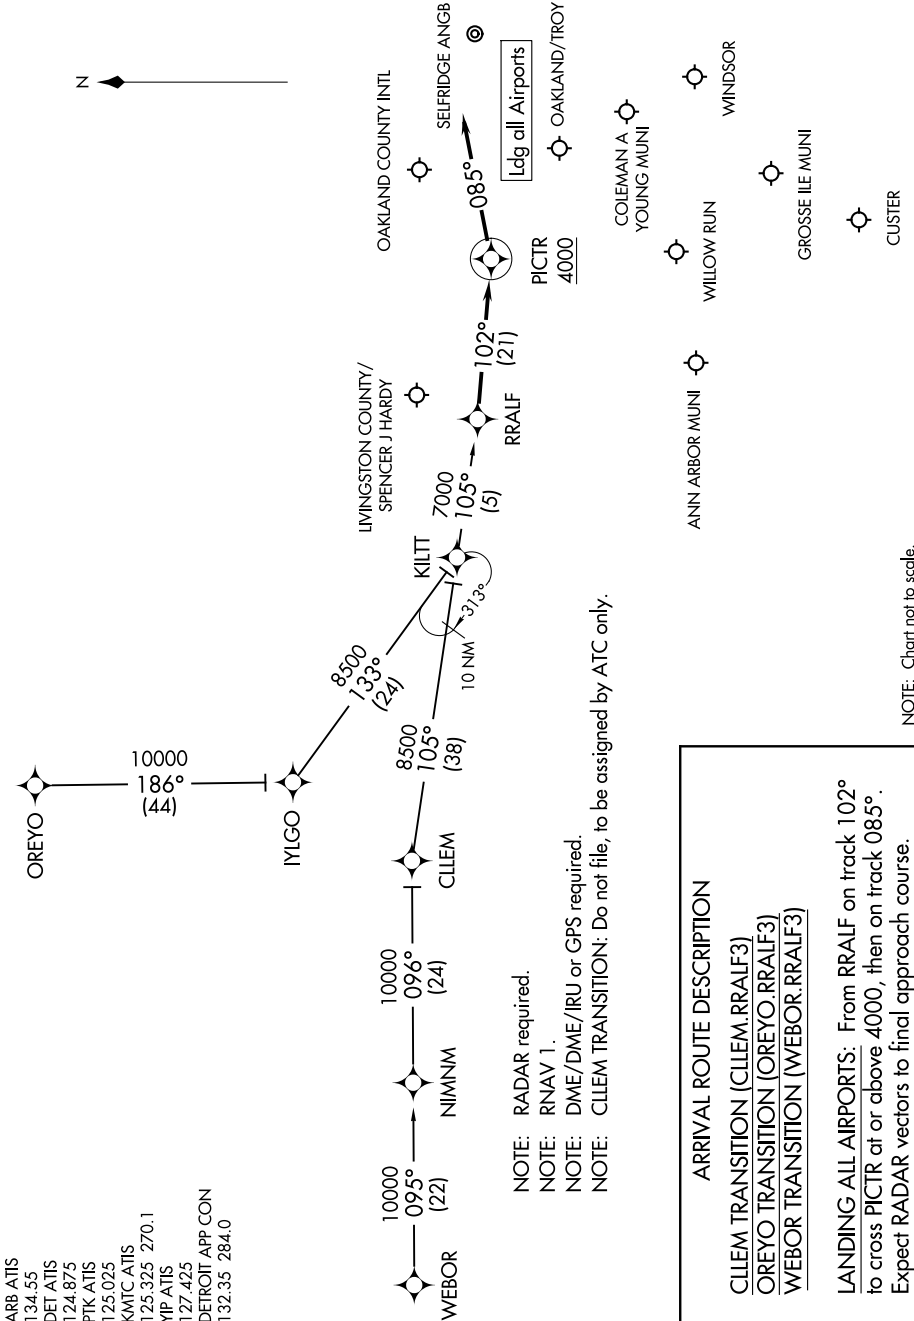 ARB ATIS
134.55
DET ATIS
124.875
PTK ATIS
125.025
KMTC ATIS
125.325 270.1
YIP ATIS
127.425
DETROIT APP CON
132.35 284.0
N
OREYO
10000
186°
(44)
IYLGO
8500
133°
(24)
WEBOR
10000
095°
(22)
NIMNM
10000
096°
(24)
CLLEM
8500
105°
(38)
10 NM
313°
KILTT
7000
105°
(5)
RRALF
102°
(21)
PICTR
4000
085°
Ldg all Airports
LIVINGSTON COUNTY/
SPENCER J HARDY
OAKLAND COUNTY INTL
SELFRIDGE ANGB
OAKLAND/TROY
COLEMAN A
YOUNG MUNI
WINDSOR
WILLOW RUN
ANN ARBOR MUNI
GROSSE ILE MUNI
CUSTER
NOTE: RADAR required.
NOTE: RNAV 1.
NOTE: DME/DME/IRU or GPS required.
NOTE: CLLEM TRANSITION: Do not file, to be assigned by ATC only.
NOTE: Chart not to scale.
ARRIVAL ROUTE DESCRIPTION
CLLEM TRANSITION (CLLEM.RRALF3)
OREYO TRANSITION (OREYO.RRALF3)
WEBOR TRANSITION (WEBOR.RRALF3)
LANDING ALL AIRPORTS: From RRALF on track 102°
to cross PICTR at or above 4000, then on track 085°.
Expect RADAR vectors to final approach course.